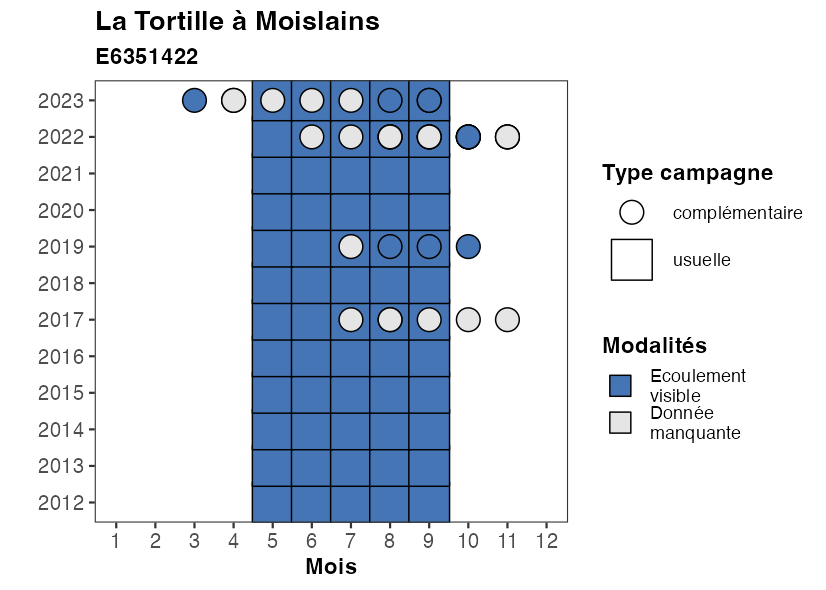 La Tortille à Moislains
E6351422
2023
2022
2021
2020
2019
2018
2017
2016
2015
2014
2013
2012
1 2 3 4 5 6 7 8 9 10 11 12
Mois
Type campagne
complémentaire
usuelle
Modalités
Ecoulement
visible
Donnée
manquante